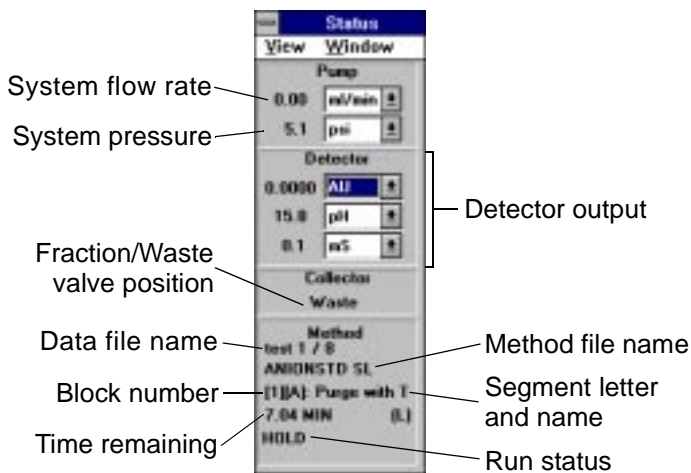 Status
View Window
Pump
System flow rate
0.00 ml/min
System pressure
5.1 psi
Detector
0.0000 AU
15.8 pH
0.1 mS
Detector output
Fraction/Waste
valve position
Collector
Waste
Method
Data file name
test 1 / 8
ANIONSTD SL
Method file name
Block number
[1][A]: Purge with T
Segment letter
and name
Time remaining
7.04 MIN (L)
HOLD
Run status